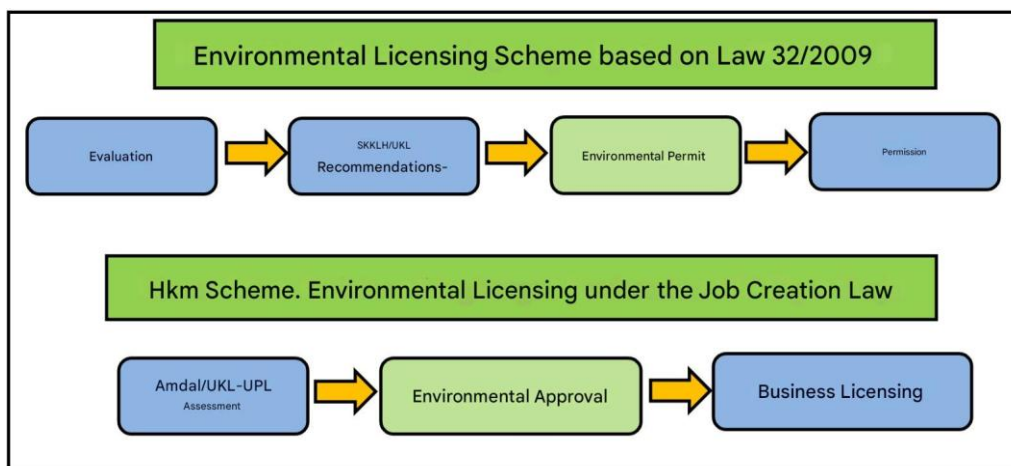 Environmental Licensing Scheme based on Law 32/2009
Evaluation
SKKLH/UKL
Recommendations-
Environmental Permit
Permission
Hkm Scheme. Environmental Licensing under the Job Creation Law
Amdal/UKL-UPL
Assessment
Environmental Approval
Business Licensing